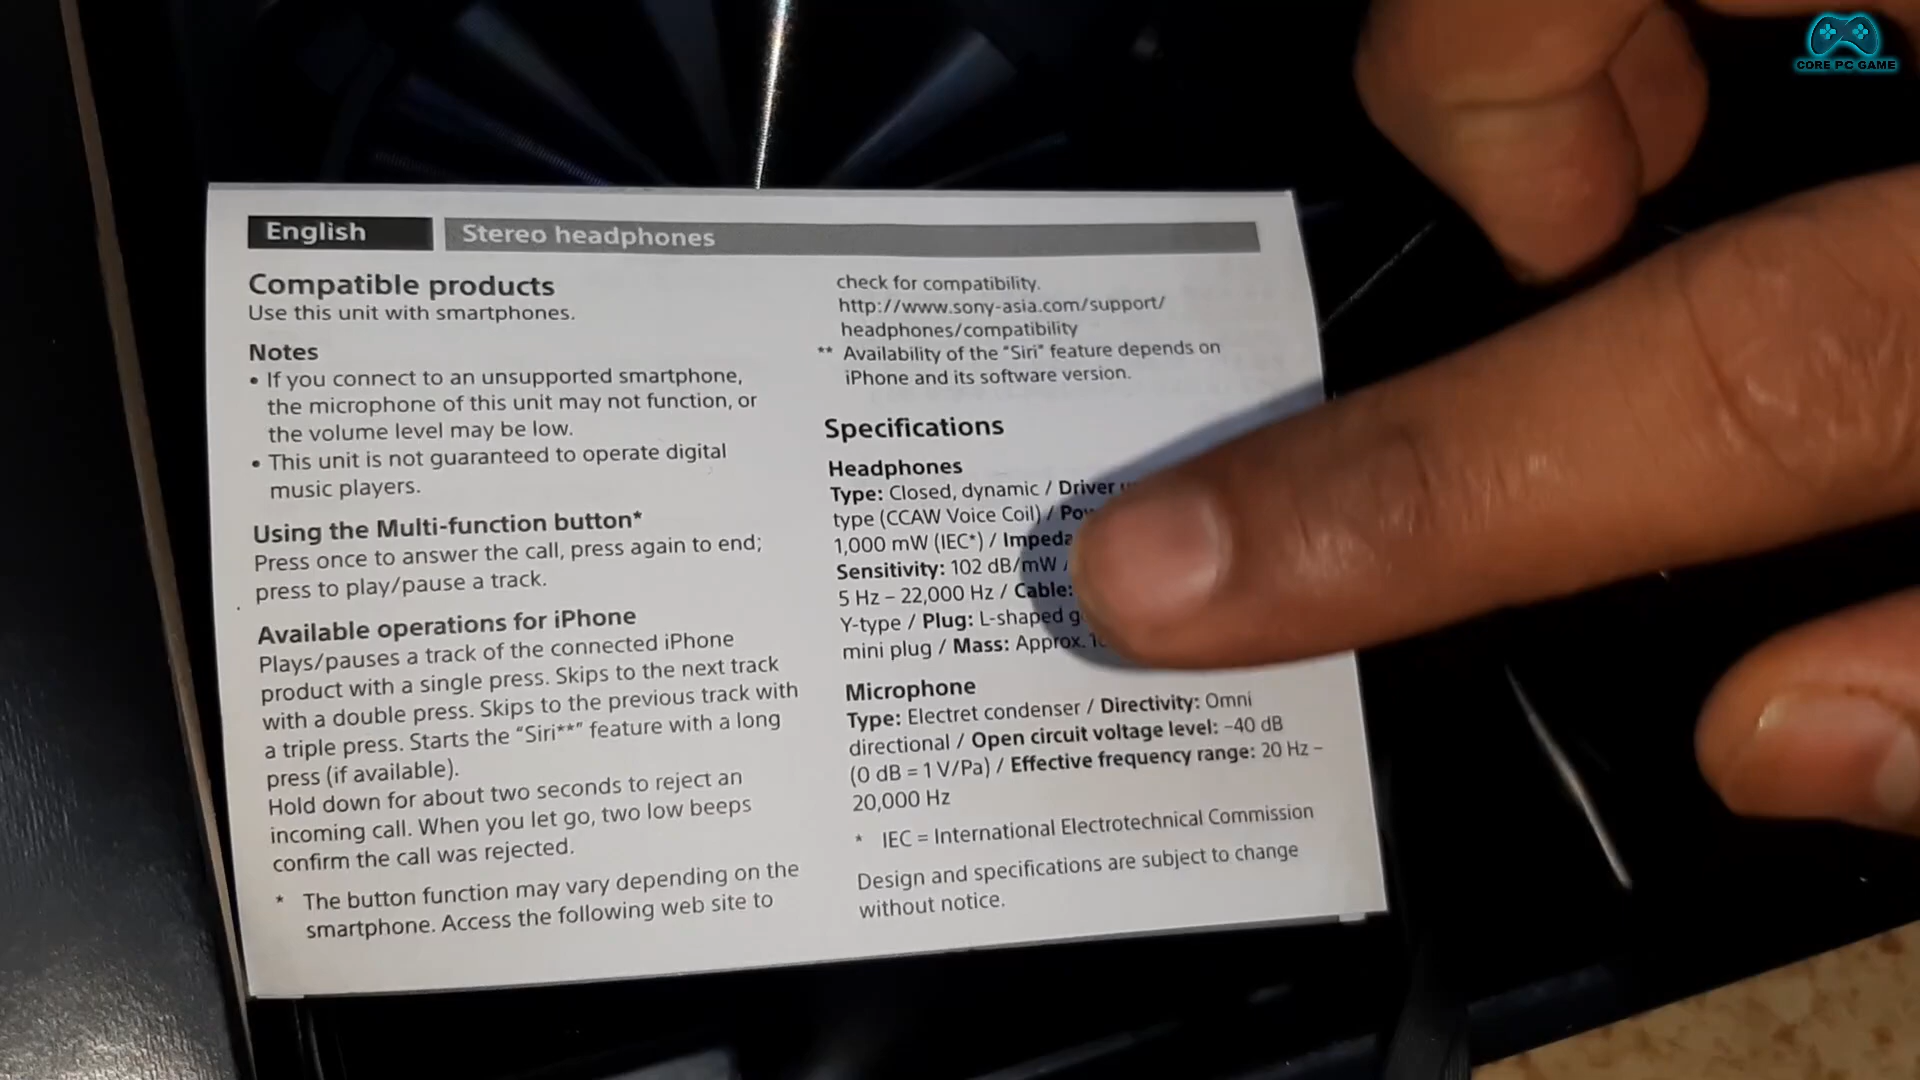 CORE PC GAME
English
Stereo headphones
Compatible products
Use this unit with smartphones.
Notes
• If you connect to an unsupported smartphone,
the microphone of this unit may not function, or
the volume level may be low.
• This unit is not guaranteed to operate digital
music players.
Using the Multi-function button*
Press once to answer the call, press again to end;
press to play/pause a track.
Available operations for iPhone
Plays/pauses a track of the connected iPhone
product with a single press. Skips to the next track
with a double press. Skips to the previous track with
a triple press. Starts the “Siri**” feature with a long
press (if available).
Hold down for about two seconds to reject an
incoming call. When you let go, two low beeps
confirm the call was rejected.
* The button function may vary depending on the
smartphone. Access the following web site to
check for compatibility.
http://www.sony-asia.com/support/
headphones/compatibility
** Availability of the “Siri” feature depends on
iPhone and its software version.
Specifications
Headphones
Type: Closed, dynamic / Driver
type (CCAW Voice Coil) /
1,000 mW (IEC*) /
Sensitivity: 102 dB/mW /
5 Hz – 22,000 Hz / Cable:
Y-type / Plug: L-shaped
mini plug / Mass: Approx.
Microphone
Type: Electret condenser / Directivity: Omni
directional / Open circuit voltage level: –40 dB
(0 dB = 1 V/Pa) / Effective frequency range: 20 Hz –
20,000 Hz
* IEC = International Electrotechnical Commission
Design and specifications are subject to change
without notice.